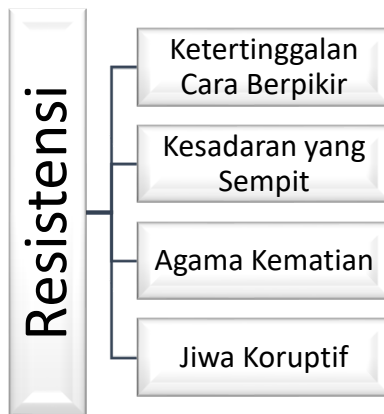 Resistensi
Ketertinggalan
Cara Berpikir
Kesadaran yang
Sempit
Agama Kematian
Jiwa Koruptif